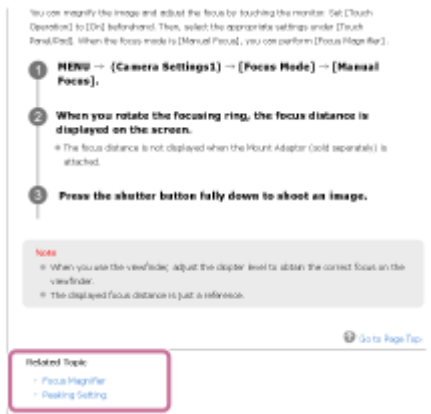 You can magnify the image and adjust the focus by touching the monitor. Set [Touch
Operation] to [On] beforehand. Then, select the appropriate settings under [Touch
Panel/Pad]. When the focus mode is [Manual Focus], you can perform [Focus Magnifier].
1 MENU → (Camera Settings1) → [Focus Mode] → [Manual
Focus].
2 When you rotate the focusing ring, the focus distance is
displayed on the screen.
The focus distance is not displayed when the Mount Adaptor (sold separately) is
attached.
3 Press the shutter button fully down to shoot an image.
Note
When you use the viewfinder, adjust the diopter level to obtain the correct focus on the
viewfinder.
The displayed focus distance is just a reference.
Go to Page Top
Related Topic
Focus Magnifier
Peaking Setting